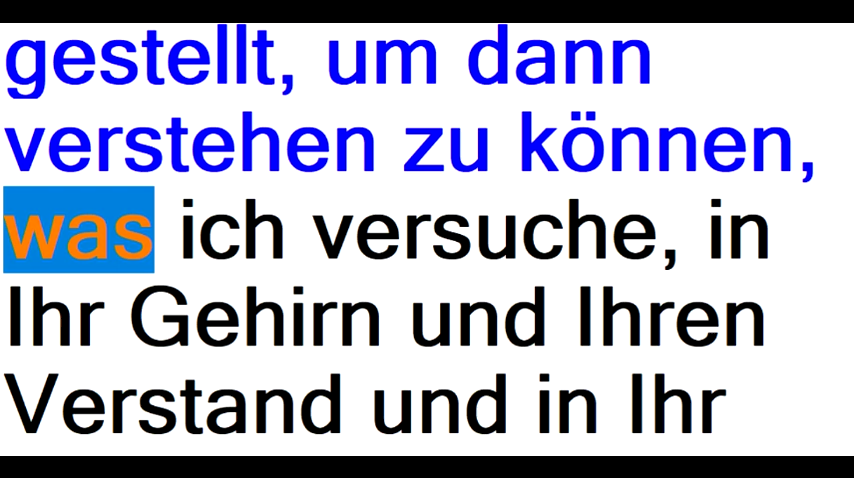 gestellt, um dann
verstehen zu können,
was ich versuche, in
Ihr Gehirn und Ihren
Verstand und in Ihr